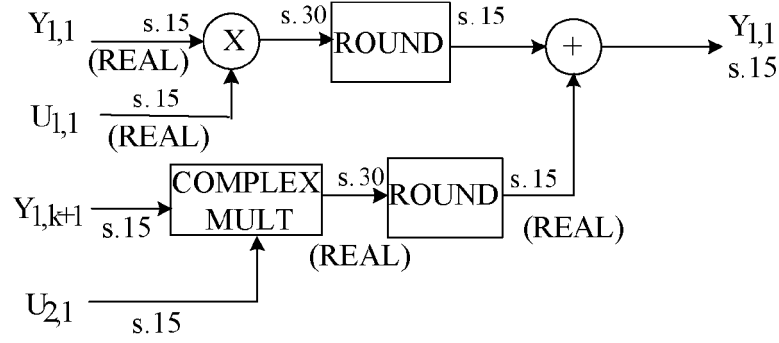 Y1,1 s.15 s.30 s.15 Y1,1
(REAL) X ROUND + s.15
s.15
U1,1 (REAL)
COMPLEX MULT s.30 ROUND s.15
Y1,k+1 s.15 (REAL) (REAL)
U2,1 s.15